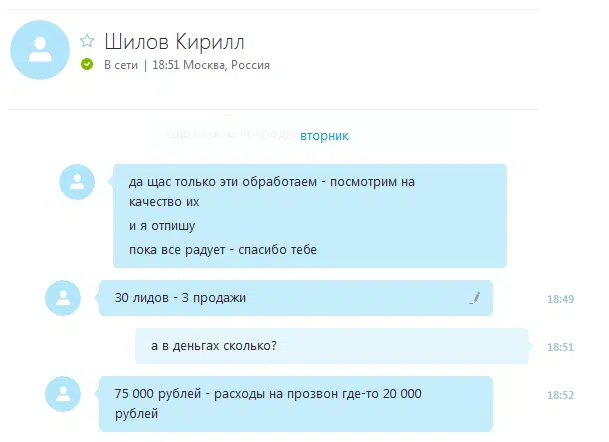 Шилов Кирилл
В сети | 18:51 Москва, Россия
вторник
да щас только эти обработаем - посмотрим на
качество их
и я отпишу
пока все радует - спасибо тебе
30 лидов - 3 продажи
18:49
а в деньгах сколько?
18:51
75 000 рублей - расходы на прозвон где-то 20 000
рублей
18:52